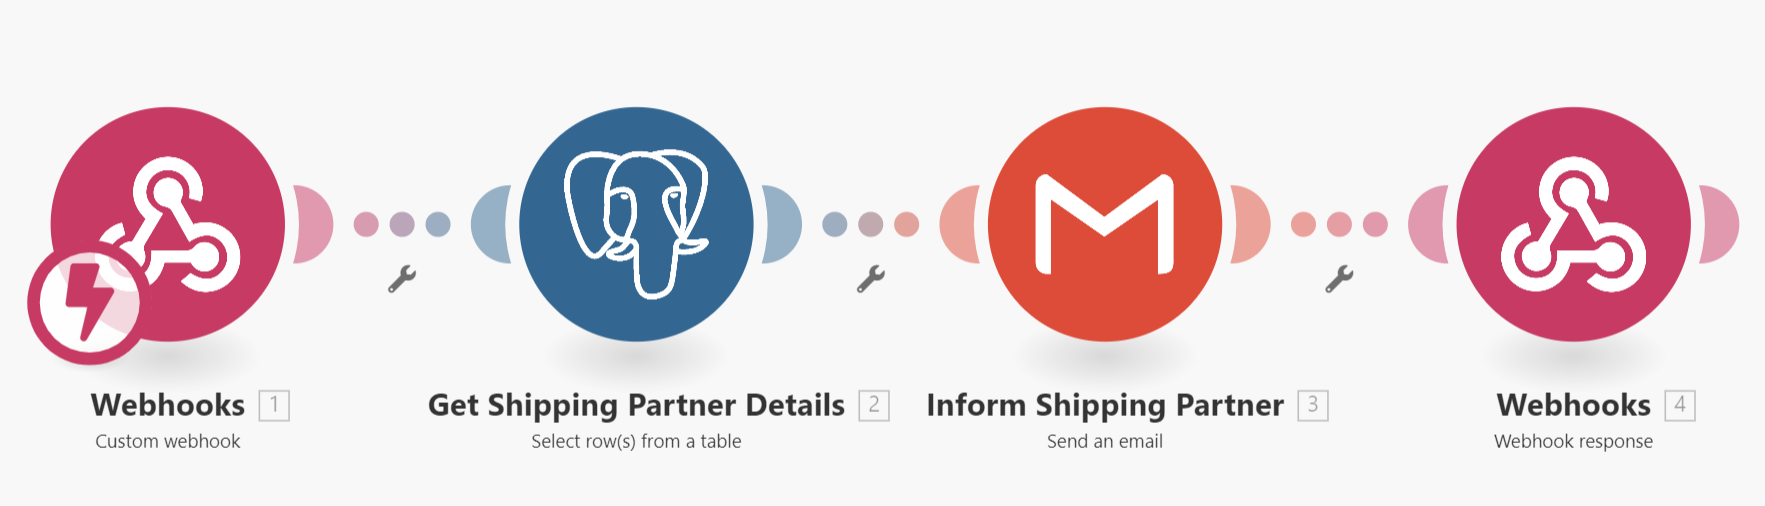 Webhooks 1
Custom webhook
Get Shipping Partner Details 2
Select row(s) from a table
Inform Shipping Partner 3
Send an email
Webhooks 4
Webhook response